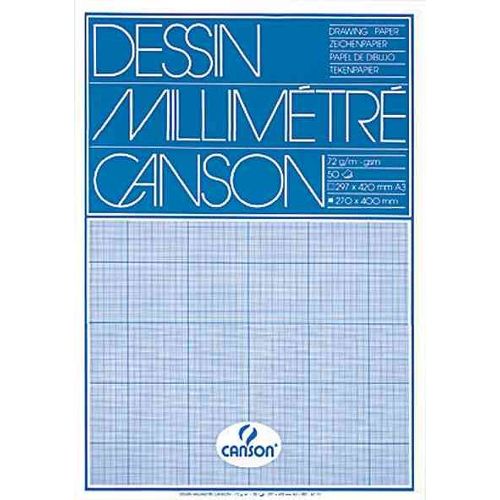 DESSIN
MILLIMÉTRÉ
CANSON
DRAWING PAPER
ZEICHENPAPIER
PAPEL DE DIBUJO
TEKENPAPIER
72 g/m - gsm
50
297 x 420 mm A3
270 x 400 mm
CANSON